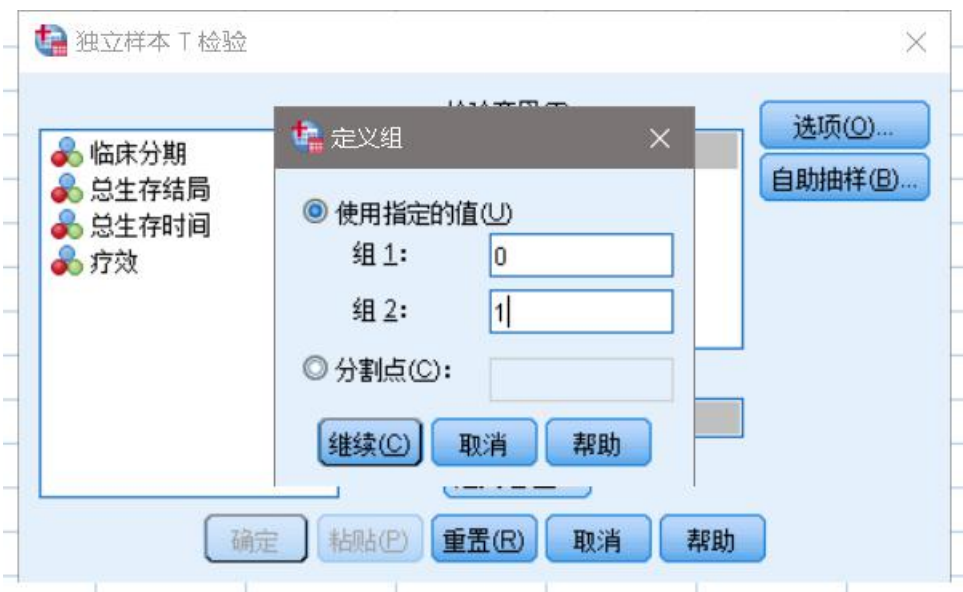 独立样本 T 检验
选项(O)...
自助抽样(B)...
临床分期
总生存结局
总生存时间
疗效
定义组
使用指定的值(U)
组 1: 0
组 2: 1
分割点(C):
继续(C) 取消 帮助
确定 粘贴(P) 重置(R) 取消 帮助